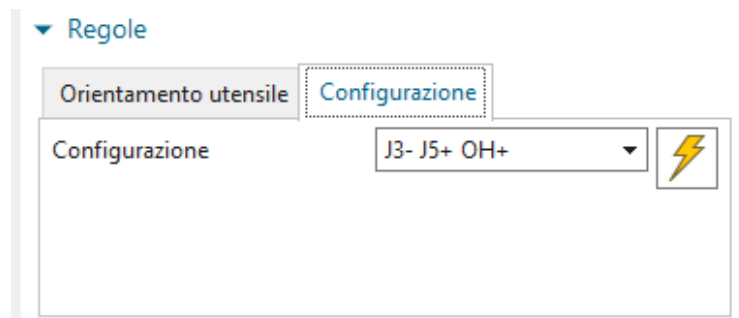 Regole
Orientamento utensile Configurazione
Configurazione J3- J5+ OH+